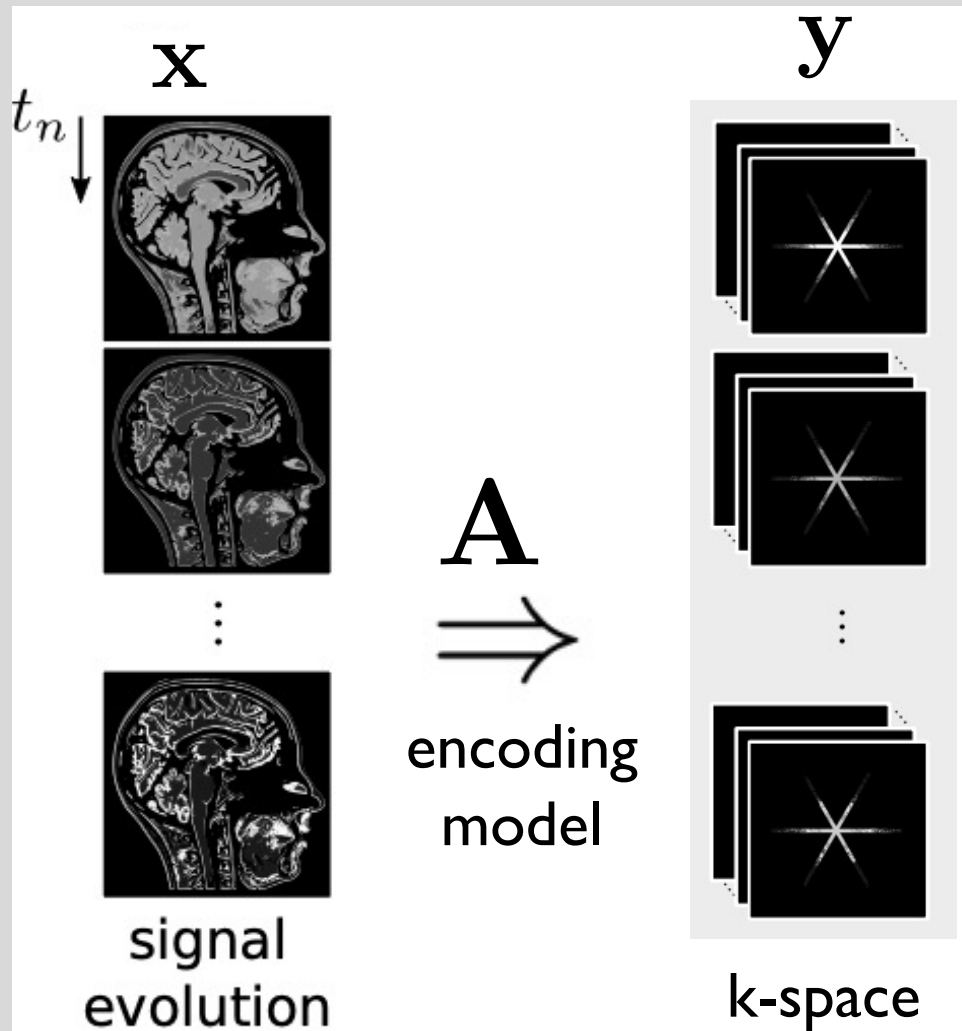 x
y
t_n
A
encoding
model
signal
evolution
k-space